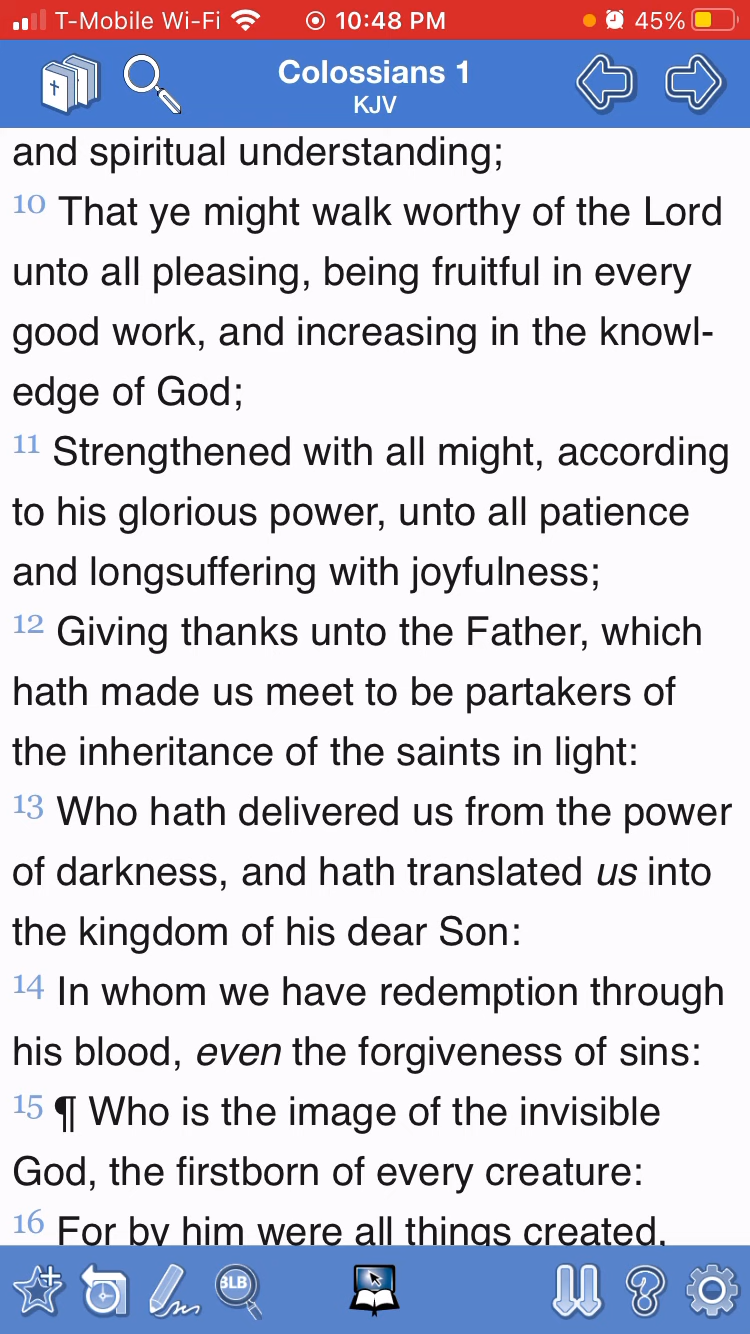 T-Mobile Wi-Fi 10:48 PM 45%
Colossians 1
KJV
and spiritual understanding;
10 That ye might walk worthy of the Lord
unto all pleasing, being fruitful in every
good work, and increasing in the knowl-
edge of God;
11 Strengthened with all might, according
to his glorious power, unto all patience
and longsuffering with joyfulness;
12 Giving thanks unto the Father, which
hath made us meet to be partakers of
the inheritance of the saints in light:
13 Who hath delivered us from the power
of darkness, and hath translated us into
the kingdom of his dear Son:
14 In whom we have redemption through
his blood, even the forgiveness of sins:
15 ¶ Who is the image of the invisible
God, the firstborn of every creature:
16 For by him were all things created,
BLB